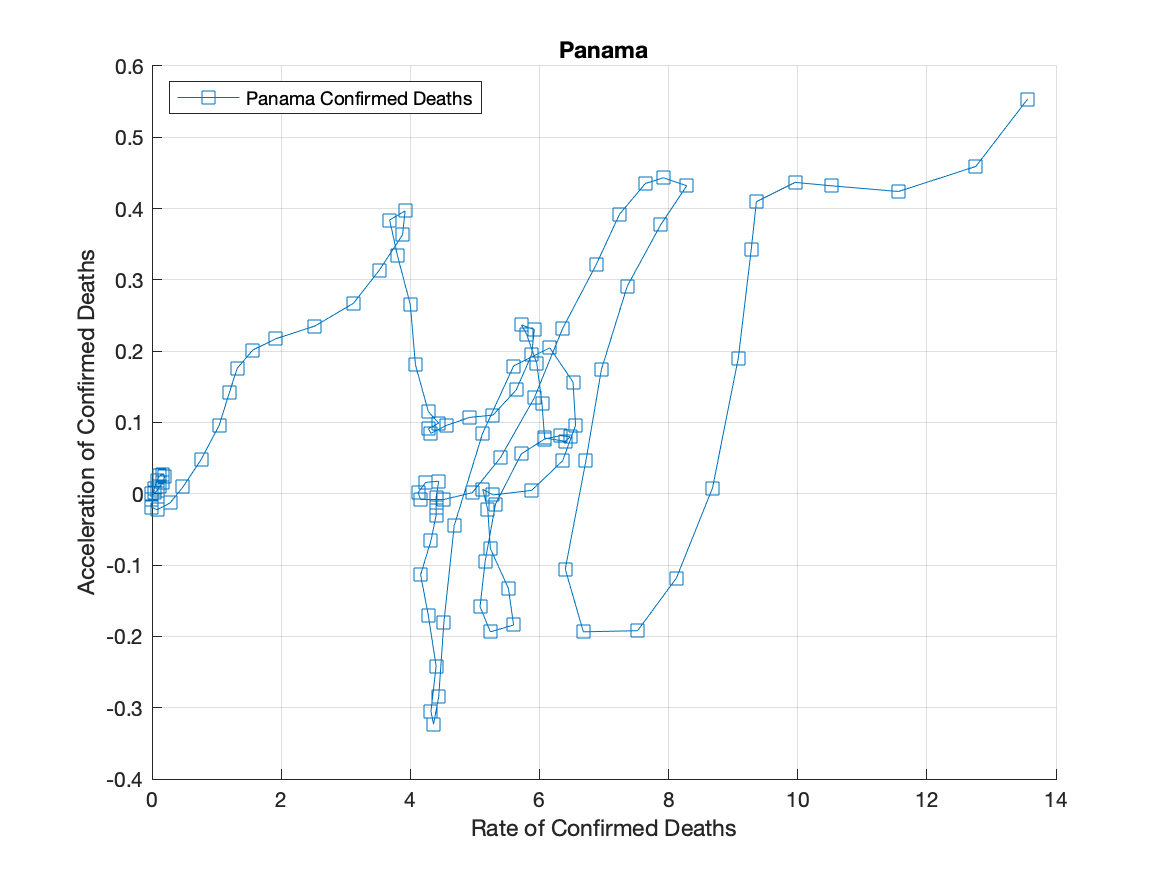 Panama
Panama Confirmed Deaths
Acceleration of Confirmed Deaths
0.6
0.5
0.4
0.3
0.2
0.1
0
-0.1
-0.2
-0.3
-0.4
0 2 4 6 8 10 12 14
Rate of Confirmed Deaths